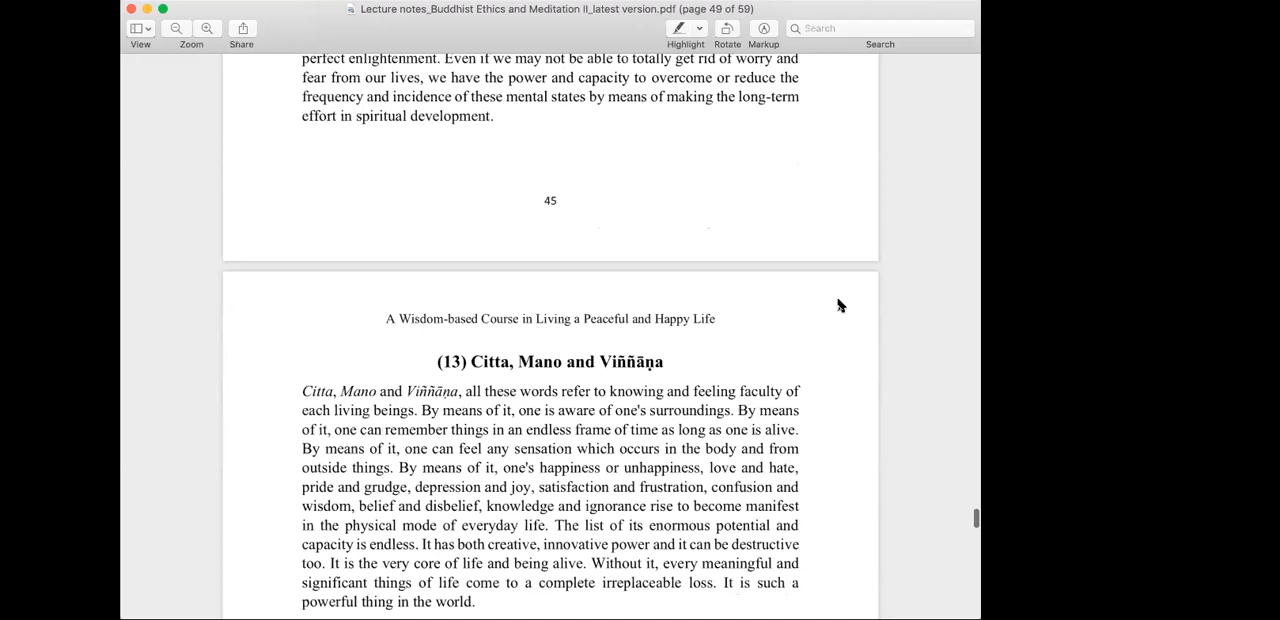 Lecture notes_Buddhist Ethics and Meditation II_latest version.pdf (page 49 of 59)
View Zoom Share Highlight Rotate Markup Search
Search
perfect enlightenment. Even if we may not be able to totally get rid of worry and
fear from our lives, we have the power and capacity to overcome or reduce the
frequency and incidence of these mental states by means of making the long-term
effort in spiritual development.
45
A Wisdom-based Course in Living a Peaceful and Happy Life
(13) Citta, Mano and Viññāṇa
Citta, Mano and Viññāṇa, all these words refer to knowing and feeling faculty of
each living beings. By means of it, one is aware of one's surroundings. By means
of it, one can remember things in an endless frame of time as long as one is alive.
By means of it, one can feel any sensation which occurs in the body and from
outside things. By means of it, one's happiness or unhappiness, love and hate,
pride and grudge, depression and joy, satisfaction and frustration, confusion and
wisdom, belief and disbelief, knowledge and ignorance rise to become manifest
in the physical mode of everyday life. The list of its enormous potential and
capacity is endless. It has both creative, innovative power and it can be destructive
too. It is the very core of life and being alive. Without it, every meaningful and
significant things of life come to a complete irreplaceable loss. It is such a
powerful thing in the world.